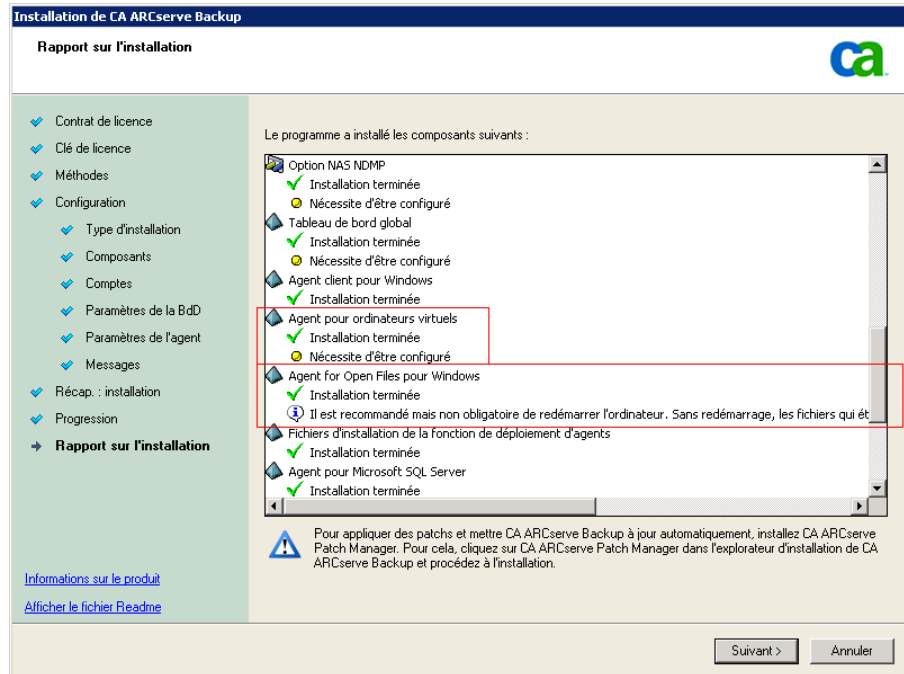 Installation de CA ARCserve Backup
Rapport sur l'installation
ca
Contrat de licence
Clé de licence
Méthodes
Configuration
Type d'installation
Composants
Comptes
Paramètres de la BdD
Paramètres de l'agent
Messages
Récap. : installation
Progression
Rapport sur l'installation
Informations sur le produit
Afficher le fichier Readme
Le programme a installé les composants suivants :
Option NAS NDMP
Installation terminée
Nécessite d'être configuré
Tableau de bord global
Installation terminée
Nécessite d'être configuré
Agent client pour Windows
Installation terminée
Agent pour ordinateurs virtuels
Installation terminée
Nécessite d'être configuré
Agent for Open Files pour Windows
Installation terminée
Il est recommandé mais non obligatoire de redémarrer l'ordinateur. Sans redémarrage, les fichiers qui ét
Fichiers d'installation de la fonction de déploiement d'agents
Installation terminée
Agent pour Microsoft SQL Server
Installation terminée
Pour appliquer des patchs et mettre CA ARCserve Backup à jour automatiquement, installez CA ARCserve
Patch Manager. Pour cela, cliquez sur CA ARCserve Patch Manager dans l'explorateur d'installation de CA
ARCserve Backup et procédez à l'installation.
Suivant >
Annuler